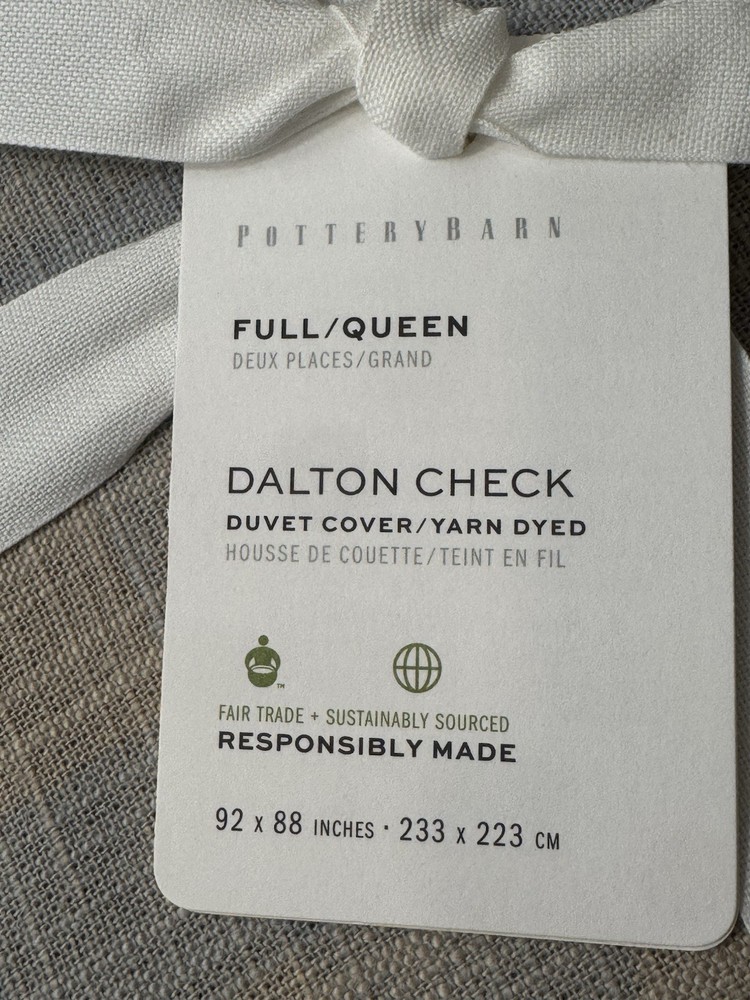 POTTERYBARN
FULL/QUEEN
DEUX PLACES/GRAND
DALTON CHECK
DUVET COVER/YARN DYED
HOUSSE DE COUETTE/TEINT EN FIL
TM
FAIR TRADE + SUSTAINABLY SOURCED
RESPONSIBLY MADE
92 x 88 INCHES · 233 x 223 CM